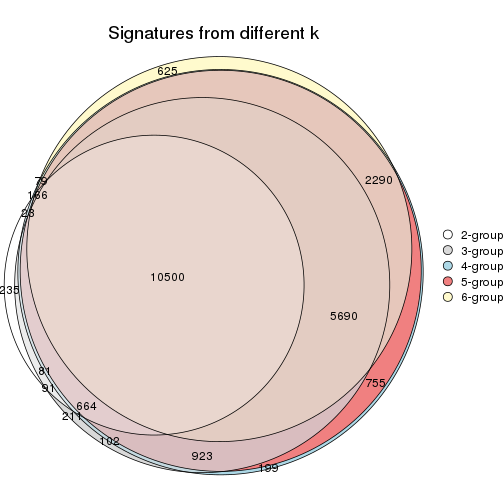 Signatures from different k
625
2290
79
166
23
10500
235
5690
81
755
91
664
211
102
923
199
2-group
3-group
4-group
5-group
6-group